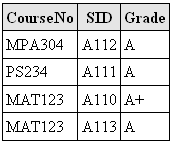 CourseNo SID Grade
MPA304 A112 A
PS234 A111 A
MAT123 A110 A+
MAT123 A113 A